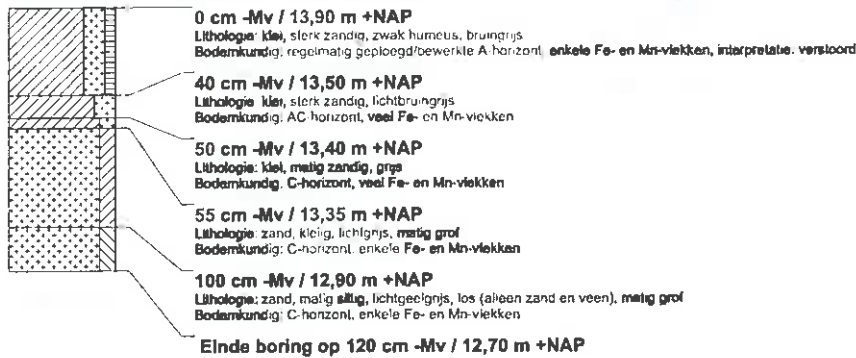 0 cm -Mv / 13,90 m +NAP
Lithologie: klei, sterk zandig, zwak humeus, bruingrijs
Bodemkundig: regelmatig geploegd/bewerkte A-horizont, enkele Fe- en Mn-vlekken, interpretatie: verstoord
40 cm -Mv / 13,50 m +NAP
Lithologie: klei, sterk zandig, lichtbruingrijs
Bodemkundig: AC-horizont, veel Fe- en Mn-vlekken
50 cm -Mv / 13,40 m +NAP
Lithologie: klei, matig zandig, grijs
Bodemkundig: C-horizont, veel Fe- en Mn-vlekken
55 cm -Mv / 13,35 m +NAP
Lithologie: zand, kleiig, lichtgrijs, matig grof
Bodemkundig: C-horizont, enkele Fe- en Mn-vlekken
100 cm -Mv / 12,90 m +NAP
Lithologie: zand, matig siltig, lichtgeelgrijs, los (alleen zand en veen), matig grof
Bodemkundig: C-horizont, enkele Fe- en Mn-vlekken
Einde boring op 120 cm -Mv / 12,70 m +NAP